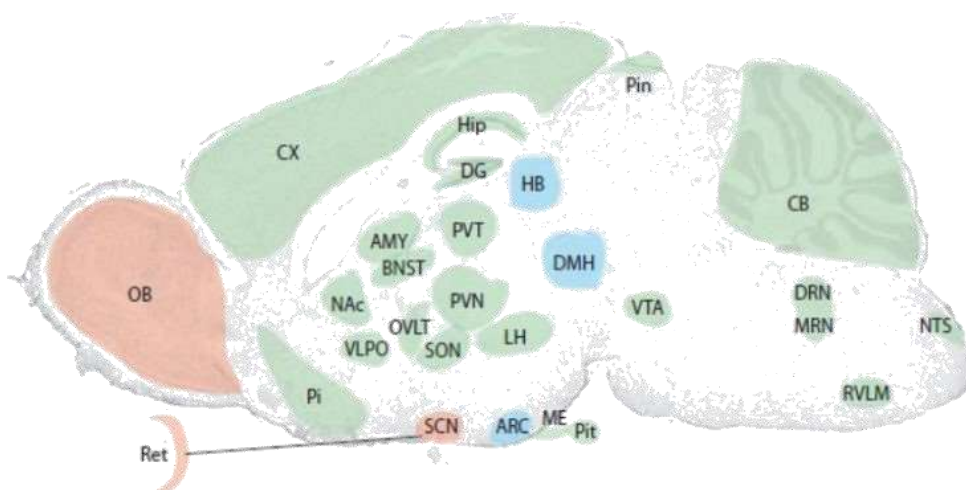 Pin
Hip
CX
DG
HB
CB
PVT
AMY
BNST
DMH
OB
NAc
PVN
VTA
DRN
OVLT
MRN
NTS
LH
VLPO
SON
Pi
RVLM
SCN
ARC
ME
Pit
Ret